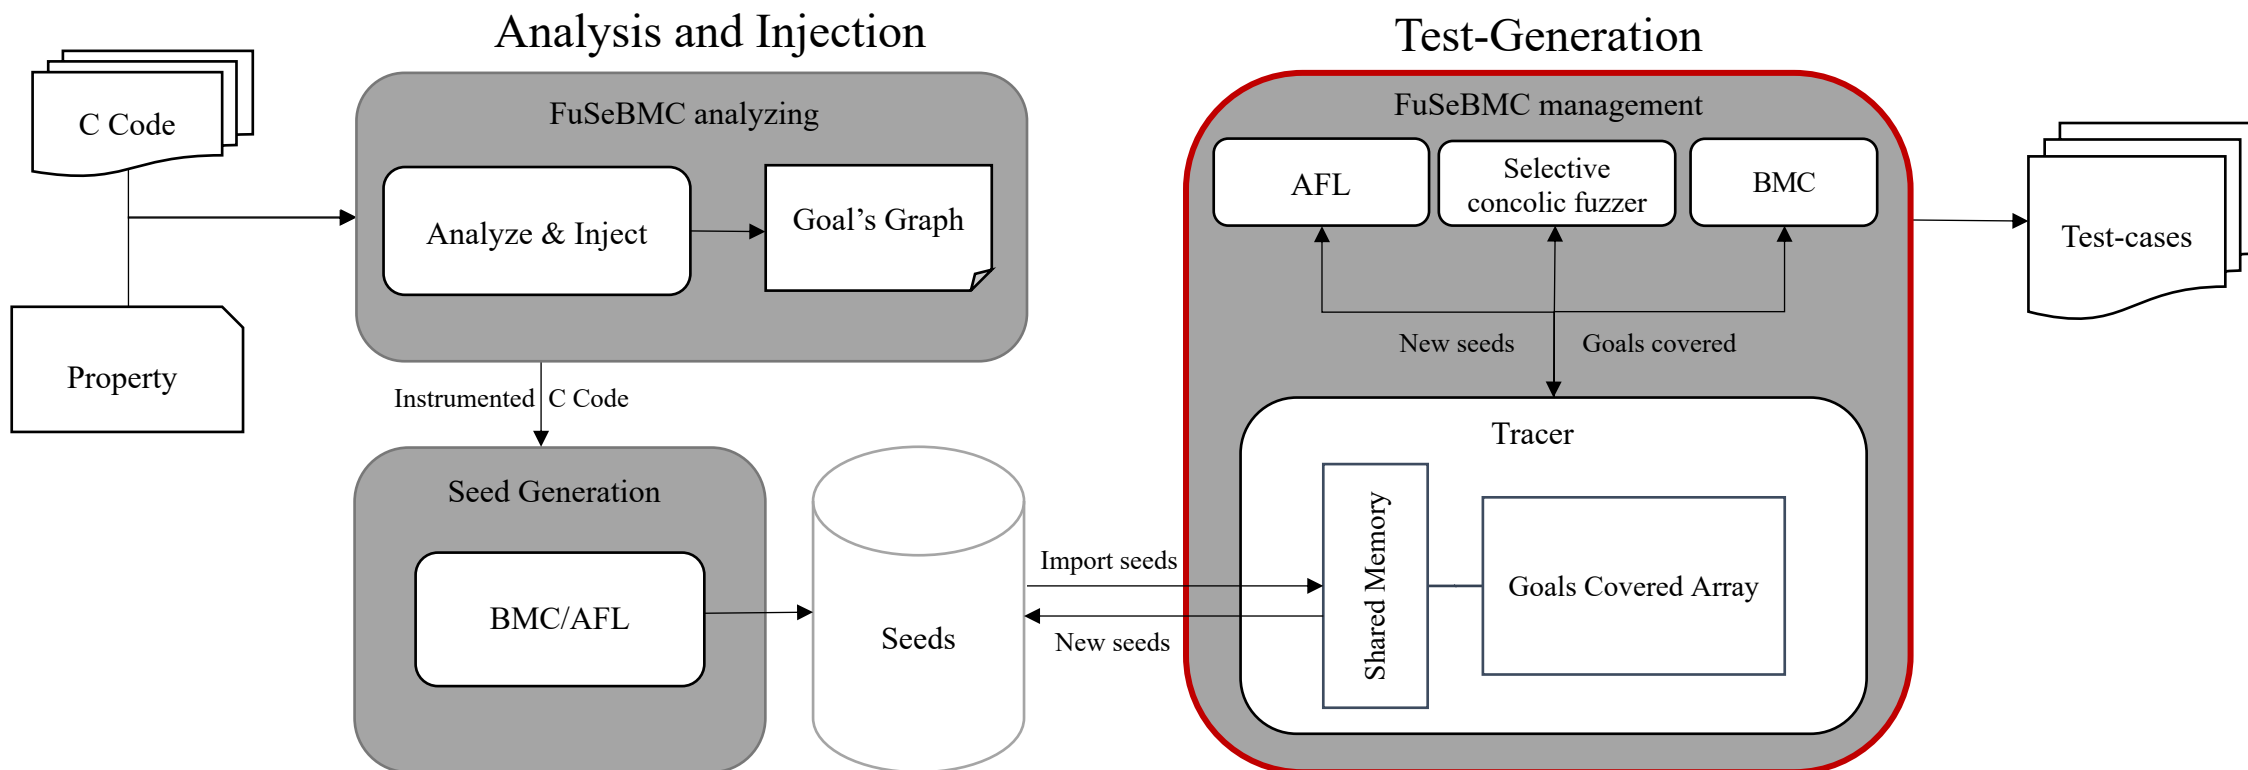 Analysis and Injection
Test-Generation
C Code
Property
FuSeBMC analyzing
Analyze & Inject
Goal’s Graph
Instrumented
C Code
Seed Generation
BMC/AFL
Seeds
Import seeds
New seeds
FuSeBMC management
AFL
Selective
concolic fuzzer
BMC
New seeds
Goals covered
Tracer
Shared Memory
Goals Covered Array
Test-cases